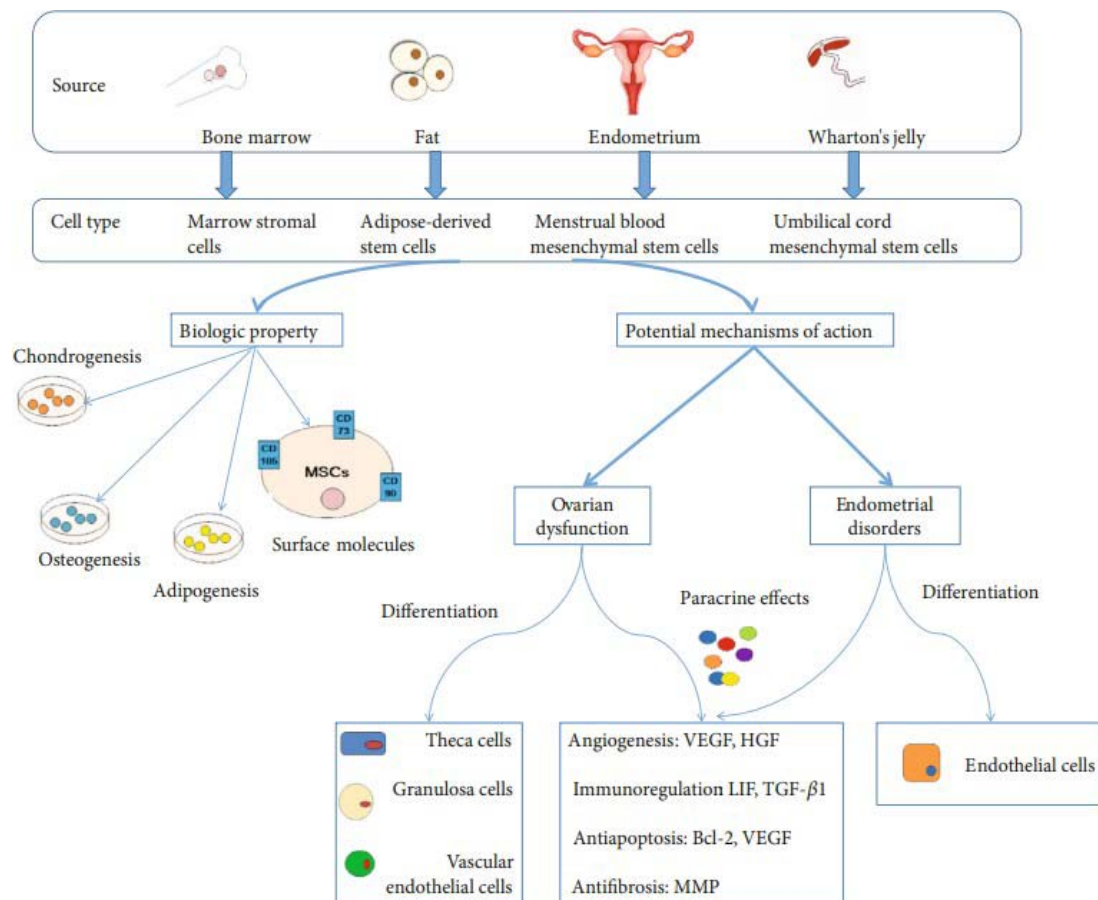 Source
Bone marrow
Fat
Endometrium
Wharton's jelly
Cell type
Marrow stromal
cells
Adipose-derived
stem cells
Menstrual blood
mesenchymal stem cells
Umbilical cord
mesenchymal stem cells
Biologic property
Potential mechanisms of action
Chondrogenesis
Osteogenesis
Adipogenesis
CD
105
CD
73
CD
90
MSCs
Surface molecules
Ovarian
dysfunction
Endometrial
disorders
Differentiation
Paracrine effects
Differentiation
Theca cells
Granulosa cells
Vascular
endothelial cells
Angiogenesis: VEGF, HGF
Immunoregulation LIF, TGF-β1
Antiapoptosis: Bcl-2, VEGF
Antifibrosis: MMP
Endothelial cells